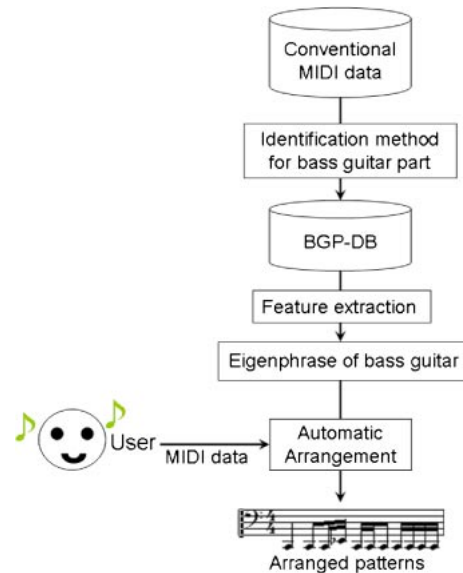 Conventional
MIDI data
Identification method
for bass guitar part
BGP-DB
Feature extraction
Eigenphrase of bass guitar
User
MIDI data
Automatic
Arrangement
Arranged patterns